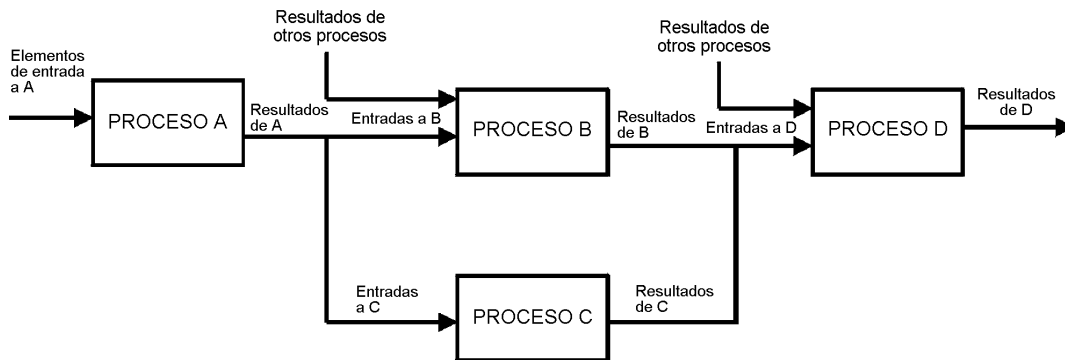 Resultados de
otros procesos
Resultados de
otros procesos
Elementos
de entrada
a A
PROCESO A
Resultados
de A
Entradas a B
PROCESO B
Resultados
de B
Entradas a D
PROCESO D
Resultados
de D
Entradas
a C
PROCESO C
Resultados
de C